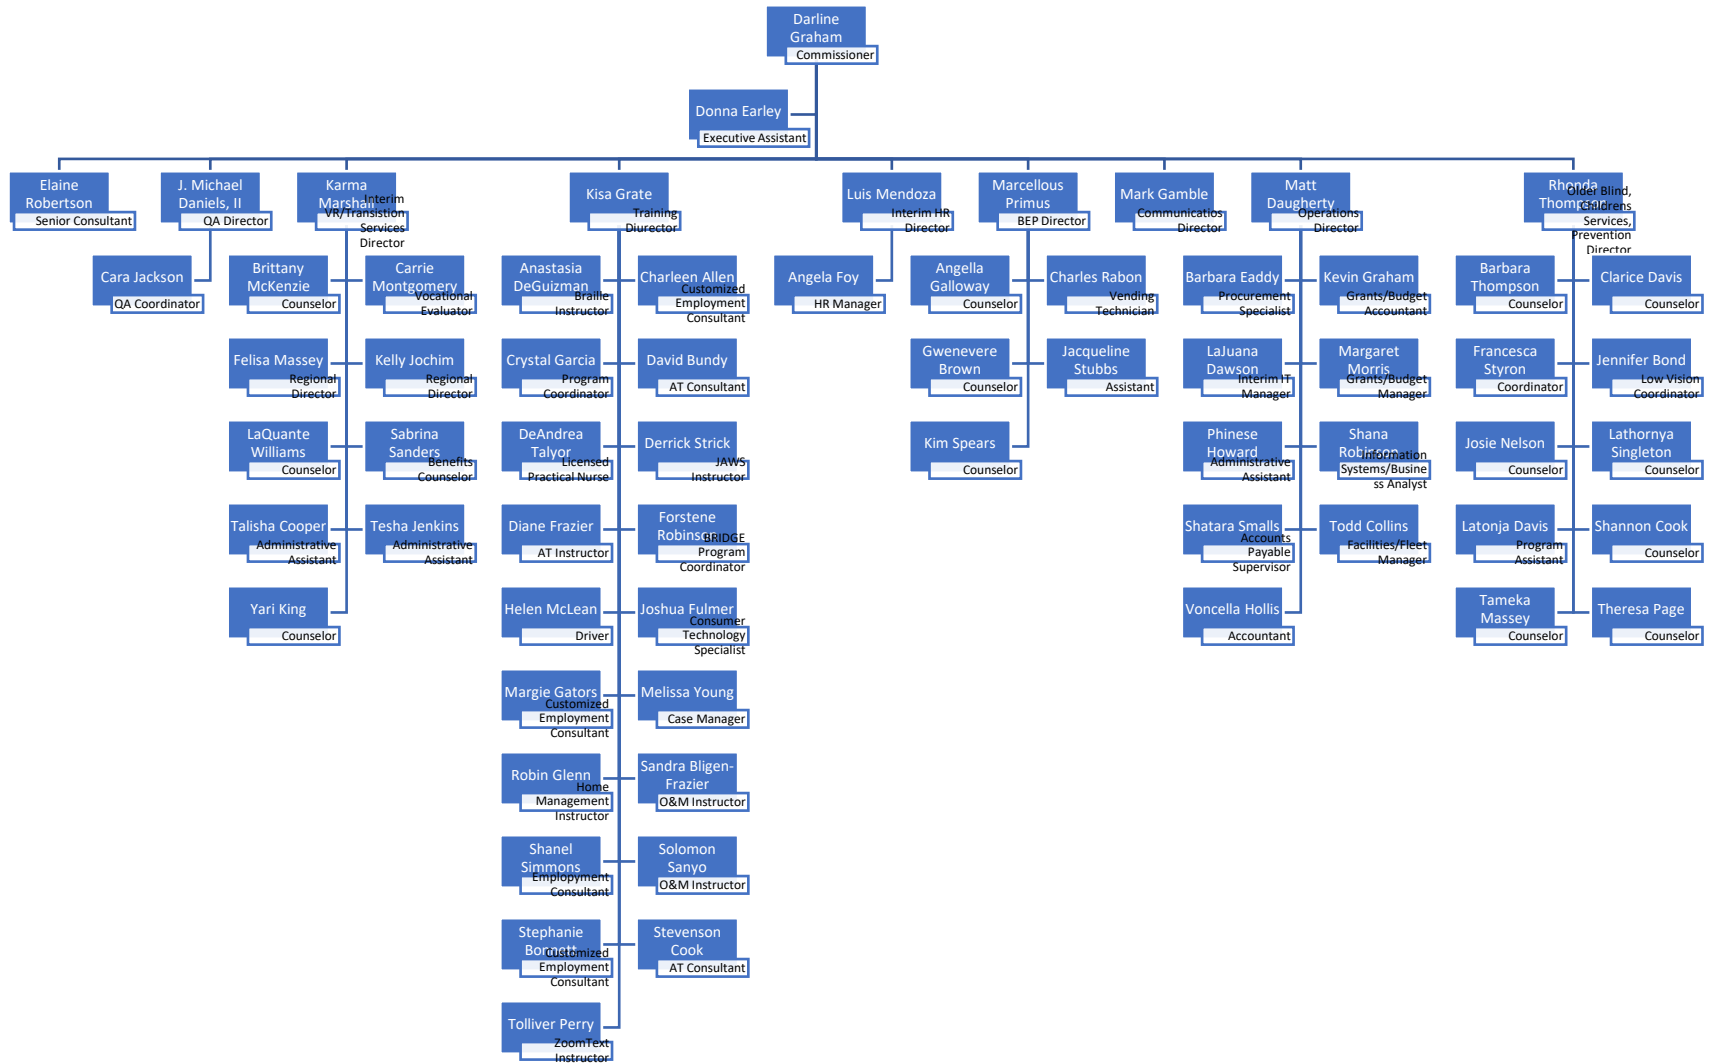 Darline
Graham
Commissioner
Donna Earley
Executive Assistant
Elaine
Robertson
Senior Consultant
J. Michael
Daniels, II
QA Director
Karma
Marshall
Interim
VR/Transistion
Services
Director
Kisa Grate
Training
Diurector
Luis Mendoza
Interim HR
Director
Marcellous
Primus
BEP Director
Mark Gamble
Communicatios
Director
Matt
Daugherty
Operations
Director
Rhonda
Thompson
Older Blind,
Childrens
Services,
Prevention
Director
Cara Jackson
QA Coordinator
Brittany
McKenzie
Counselor
Carrie
Montgomery
Vocational
Evaluator
Felisa Massey
Regional
Director
Kelly Jochim
Regional
Director
LaQuante
Williams
Counselor
Sabrina
Sanders
Benefits
Counselor
Talisha Cooper
Administrative
Assistant
Tesha Jenkins
Administrative
Assistant
Yari King
Counselor
Anastasia
DeGuizman
Braille
Instructor
Charleen Allen
Customized
Employment
Consultant
Crystal Garcia
Program
Coordinator
David Bundy
AT Consultant
DeAndrea
Talyor
Licensed
Practical Nurse
Derrick Strick
JAWS
Instructor
Diane Frazier
AT Instructor
Forstene
Robinson
BRIDGE
Program
Coordinator
Helen McLean
Driver
Joshua Fulmer
Consumer
Technology
Specialist
Margie Gators
Customized
Employment
Consultant
Melissa Young
Case Manager
Robin Glenn
Home
Management
Instructor
Sandra Bligen-
Frazier
O&M Instructor
Shanel
Simmons
Emplopyment
Consultant
Solomon
Sanyo
O&M Instructor
Stephanie
Bonnett
Customized
Employment
Consultant
Stevenson
Cook
AT Consultant
Tolliver Perry
ZoomText
Instructor
Angela Foy
HR Manager
Angella
Galloway
Counselor
Charles Rabon
Vending
Technician
Gwenevere
Brown
Counselor
Jacqueline
Stubbs
Assistant
Kim Spears
Counselor
Barbara Eaddy
Procurement
Specialist
Kevin Graham
Grants/Budget
Accountant
LaJuana
Dawson
Interim IT
Manager
Margaret
Morris
Grants/Budget
Manager
Phinese
Howard
Administrative
Assistant
Shana
Robinson
Information
Systems/Busine
ss Analyst
Shatara Smalls
Accounts
Payable
Supervisor
Todd Collins
Facilities/Fleet
Manager
Voncella Hollis
Accountant
Barbara
Thompson
Counselor
Clarice Davis
Counselor
Francesca
Styron
Coordinator
Jennifer Bond
Low Vision
Coordinator
Josie Nelson
Counselor
Lathornya
Singleton
Counselor
Latonja Davis
Program
Assistant
Shannon Cook
Counselor
Tameka
Massey
Counselor
Theresa Page
Counselor